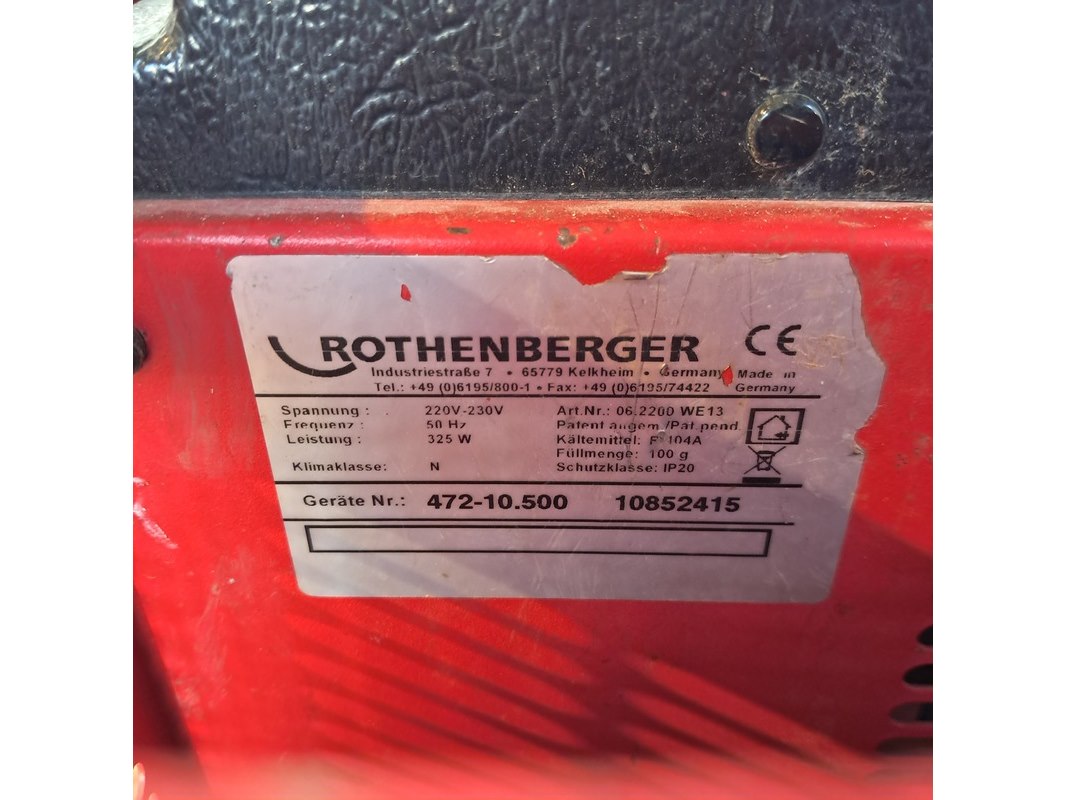 ROTHENBERGER CE
Industriestraße 7 • 65779 Kelkheim • Germany Made in
Tel.: +49 (0)6195/800-1 • Fax: +49 (0)6195/74422 Germany
Spannung : 220V-230V Art.Nr.: 06.2200 WE13
Frequenz : 50 Hz Patent angem./Pat.pend.
Leistung : 325 W Kältemittel: 404A
Füllmenge: 100 g
Klimaklasse: N Schutzklasse: IP20
Geräte Nr.: 472-10.500 10852415